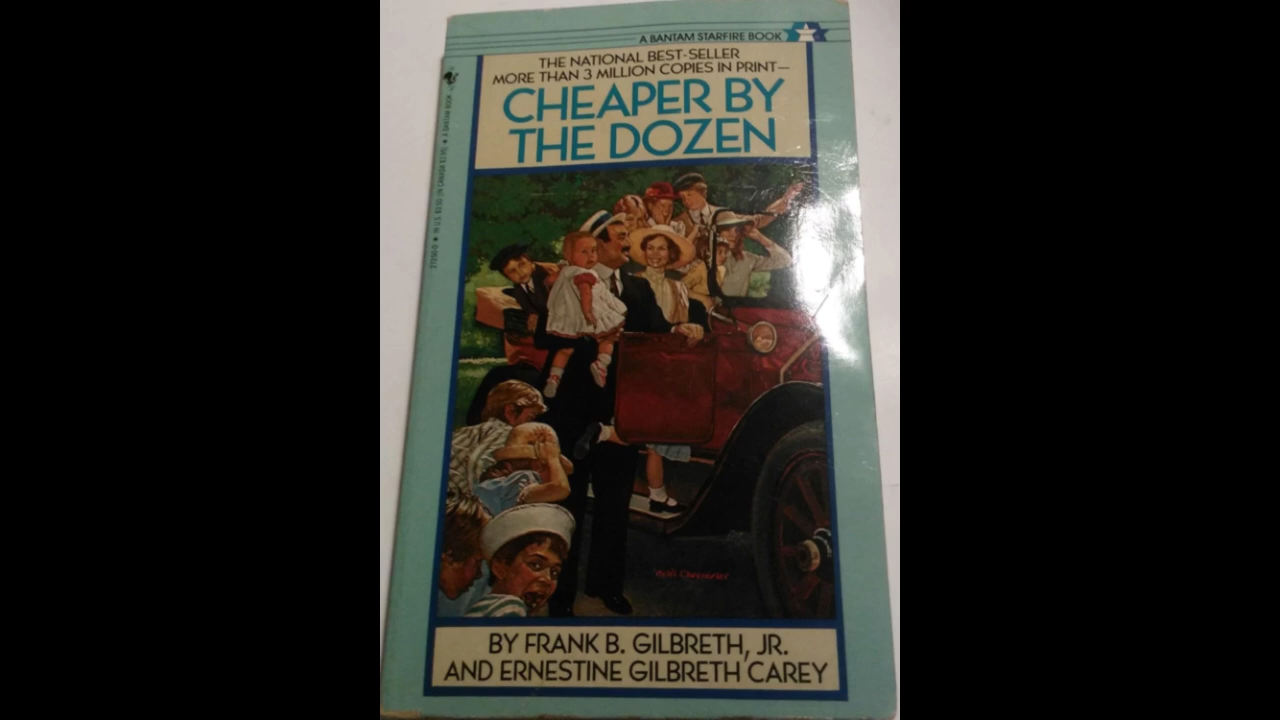 A BANTAM STARFIRE BOOK
THE NATIONAL BEST-SELLER
MORE THAN 3 MILLION COPIES IN PRINT—
CHEAPER BY
THE DOZEN
BY FRANK B. GILBRETH, JR.
AND ERNESTINE GILBRETH CAREY